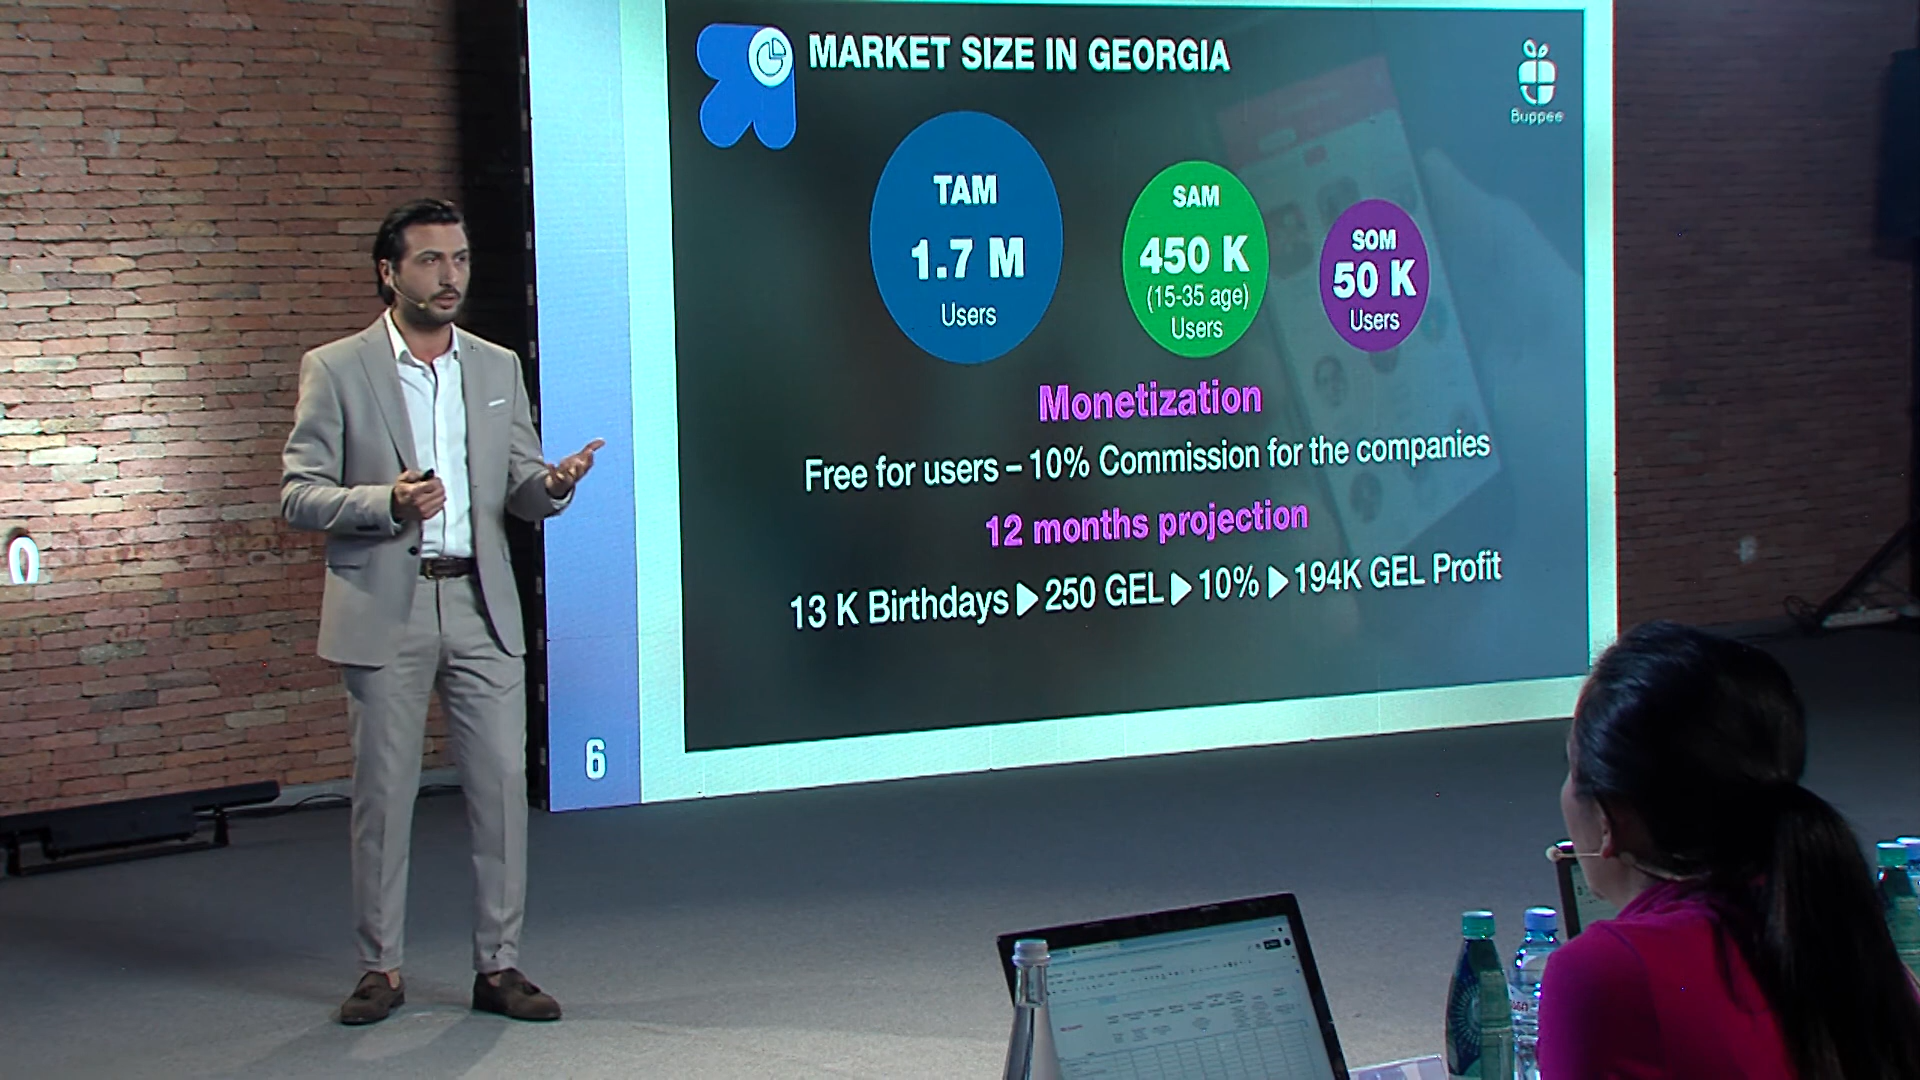 MARKET SIZE IN GEORGIA
Buppee
TAM
1.7 M
Users
SAM
450 K
(15-35 age)
Users
SOM
50 K
Users
Monetization
Free for users – 10% Commission for the companies
12 months projection
13 K Birthdays ▶ 250 GEL ▶ 10% ▶ 194K GEL Profit
6